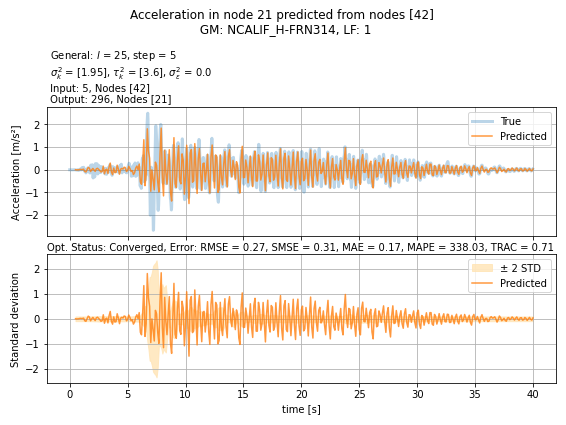 Acceleration in node 21 predicted from nodes [42]
GM: NCALIF_H-FRN314, LF: 1
General: l = 25, step = 5
σ²ₖ = [1.95], τ²ₖ = [3.6], σ²ε = 0.0
Input: 5, Nodes [42]
Output: 296, Nodes [21]
Acceleration [m/s²]
2
1
0
−1
−2
True
Predicted
Opt. Status: Converged, Error: RMSE = 0.27, SMSE = 0.31, MAE = 0.17, MAPE = 338.03, TRAC = 0.71
Standard deviation
2
1
0
−1
−2
± 2 STD
Predicted
0 5 10 15 20 25 30 35 40
time [s]